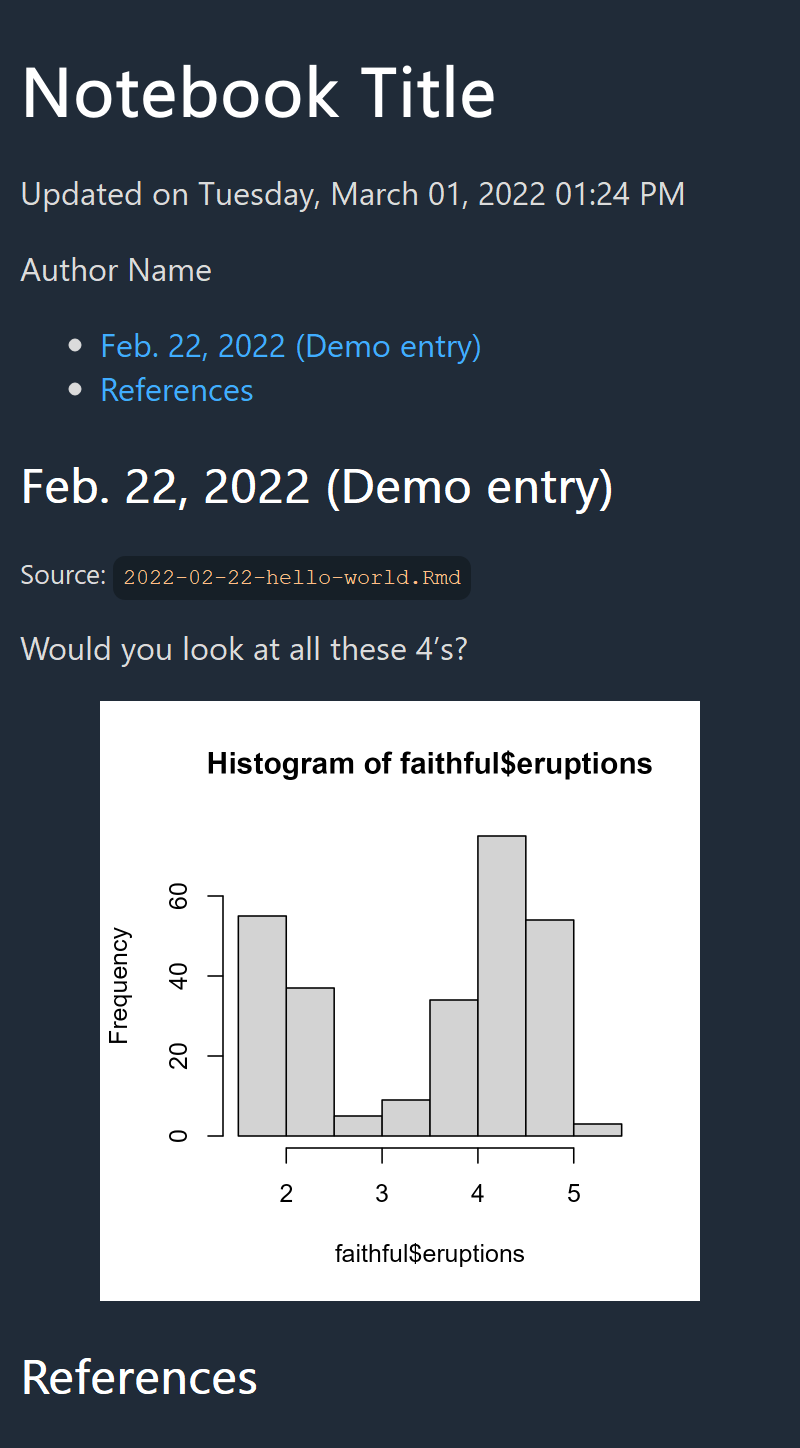 Notebook Title
Updated on Tuesday, March 01, 2022 01:24 PM
Author Name
Feb. 22, 2022 (Demo entry)
References
Feb. 22, 2022 (Demo entry)
Source: 2022-02-22-hello-world.Rmd
Would you look at all these 4’s?
Histogram of faithful$eruptions
Frequency
60
40
20
0
2 3 4 5
faithful$eruptions
References